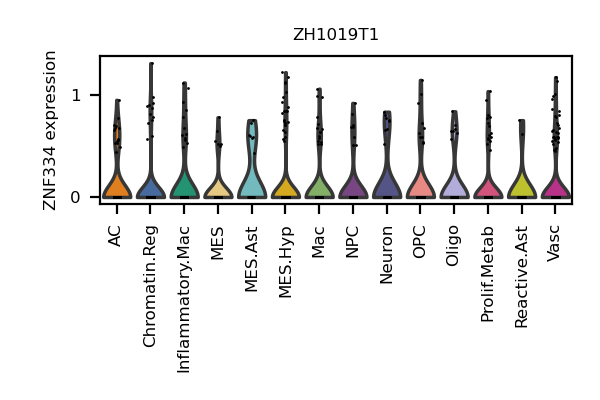 ZH1019T1
ZNF334 expression
1
0
AC
Chromatin.Reg
Inflammatory.Mac
MES
MES.Ast
MES.Hyp
Mac
NPC
Neuron
OPC
Oligo
Prolif.Metab
Reactive.Ast
Vasc